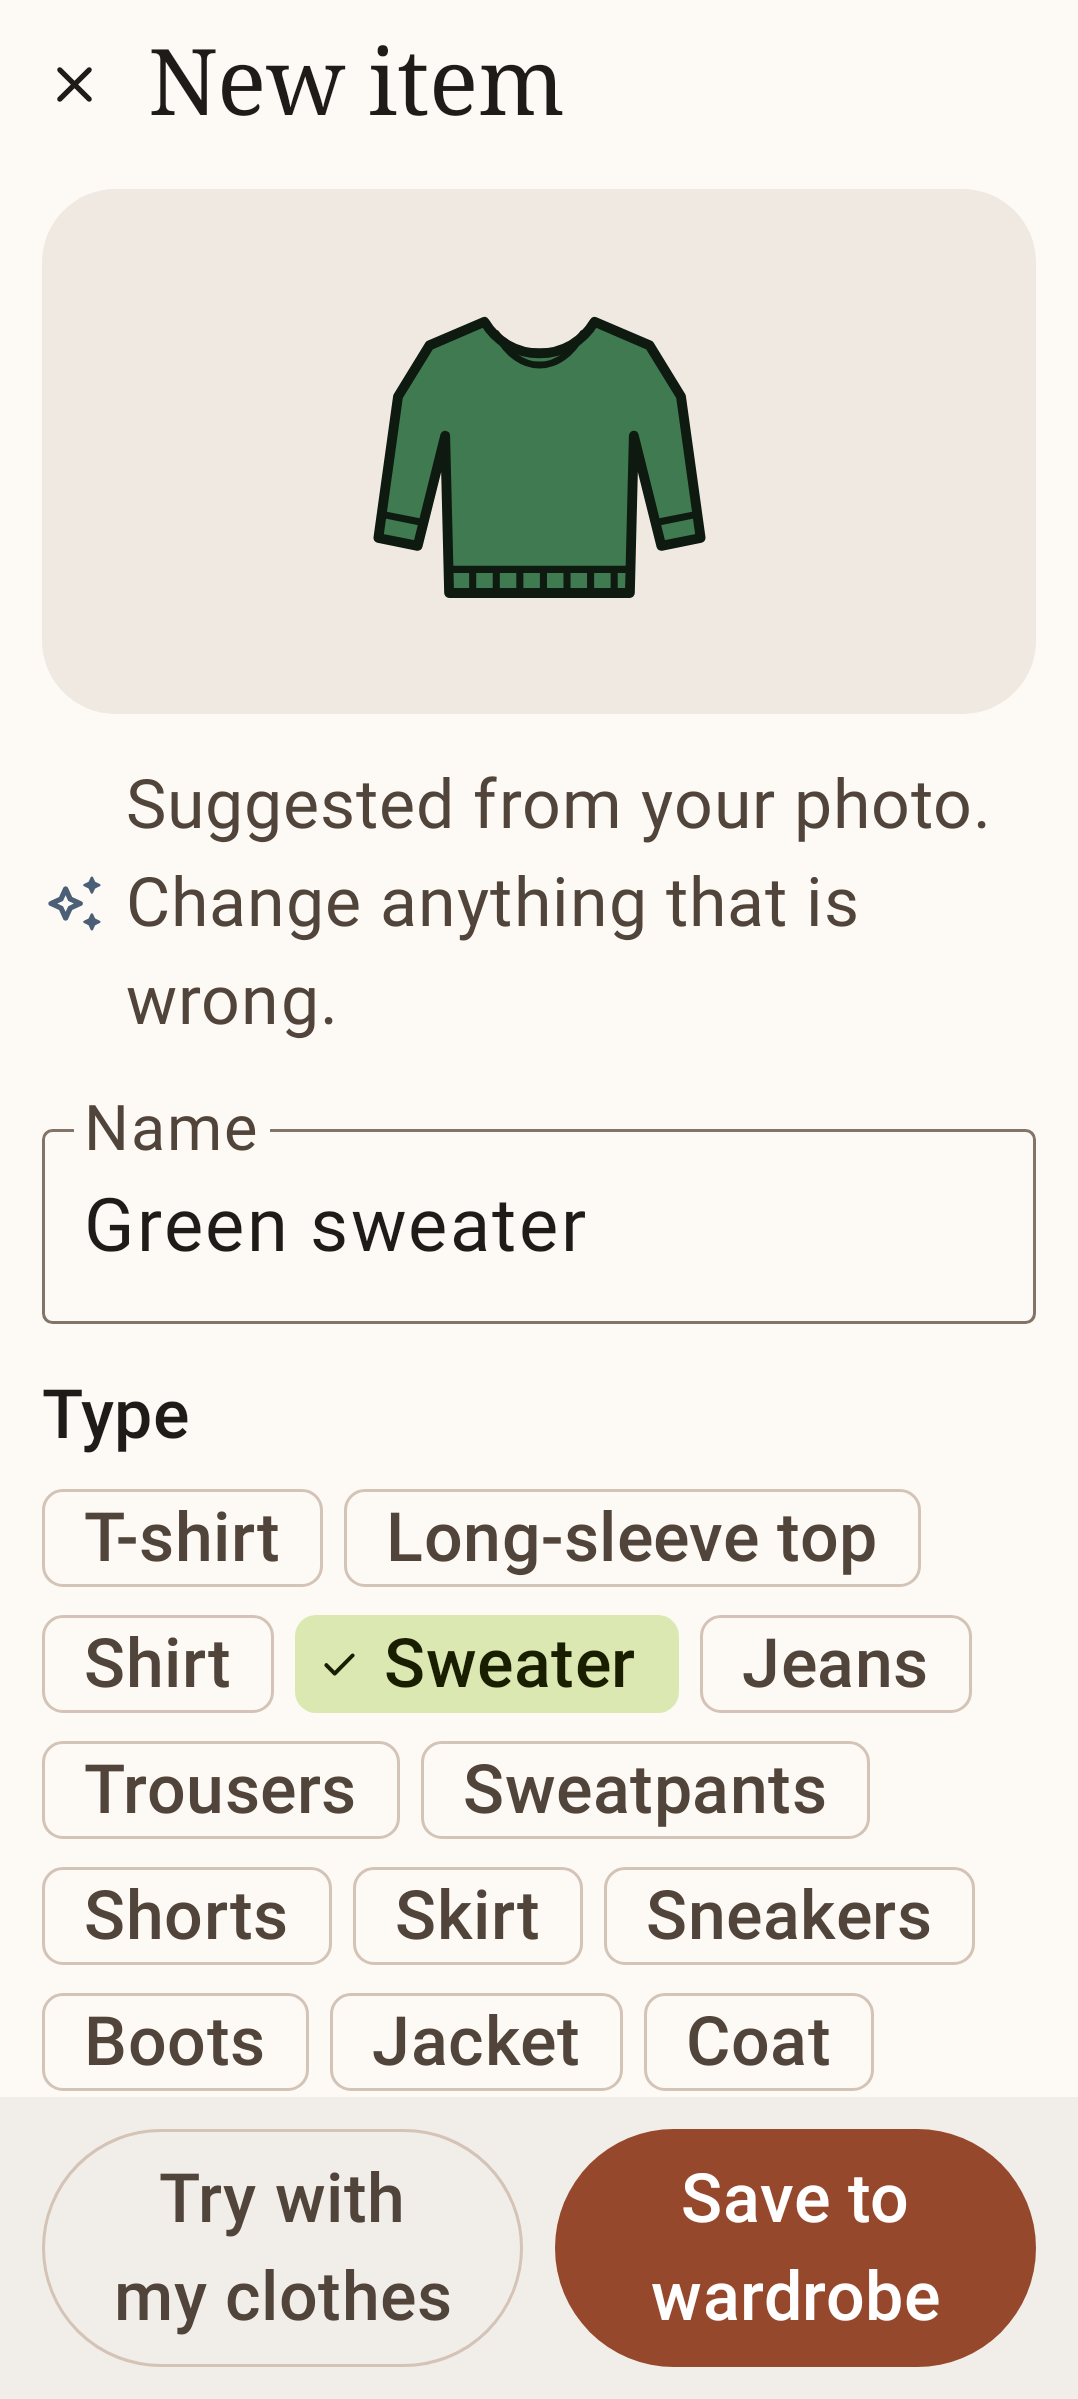 New item
Suggested from your photo.
Change anything that is
wrong.
Name
Green sweater
Type
T-shirt
Long-sleeve top
Shirt
Sweater
Jeans
Trousers
Sweatpants
Shorts
Skirt
Sneakers
Boots
Jacket
Coat
Try with
my clothes
Save to
wardrobe